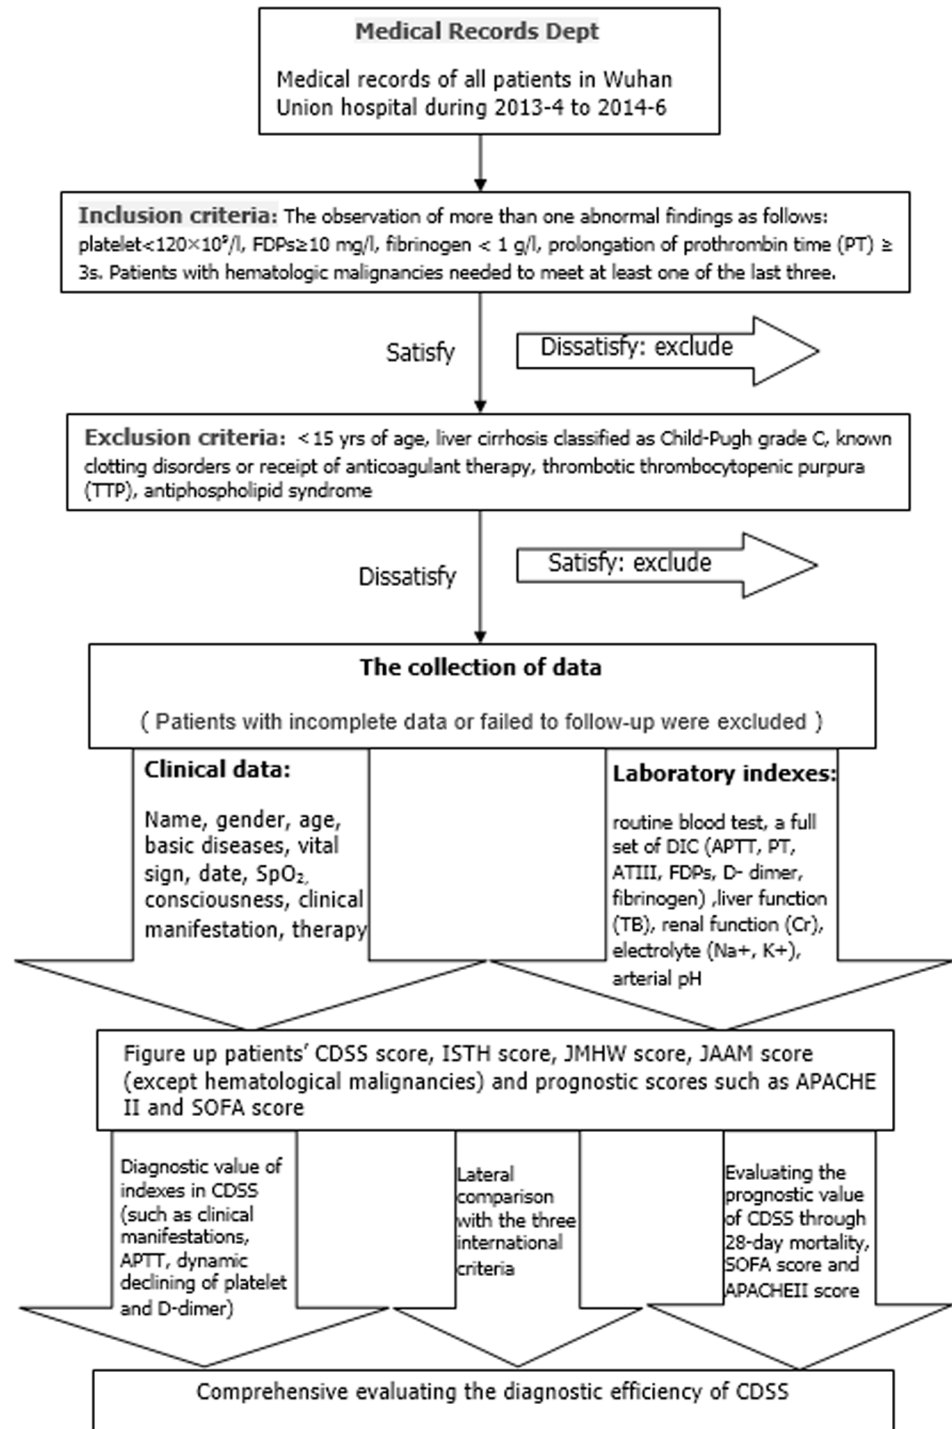 Medical Records Dept
Medical records of all patients in Wuhan
Union hospital during 2013-4 to 2014-6
Inclusion criteria: The observation of more than one abnormal findings as follows:
platelet<120×10⁹/l, FDPs≥10 mg/l, fibrinogen < 1 g/l, prolongation of prothrombin time (PT) ≥
3s. Patients with hematologic malignancies needed to meet at least one of the last three.
Satisfy
Dissatisfy: exclude
Exclusion criteria: <15 yrs of age, liver cirrhosis classified as Child-Pugh grade C, known
clotting disorders or receipt of anticoagulant therapy, thrombotic thrombocytopenic purpura
(TTP), antiphospholipid syndrome
Dissatisfy
Satisfy: exclude
The collection of data
( Patients with incomplete data or failed to follow-up were excluded )
Clinical data:
Name, gender, age,
basic diseases, vital
sign, date, SpO₂,
consciousness, clinical
manifestation, therapy
Laboratory indexes:
routine blood test, a full
set of DIC (APTT, PT,
ATIII, FDPs, D- dimer,
fibrinogen) ,liver function
(TB), renal function (Cr),
electrolyte (Na+, K+),
arterial pH
Figure up patients’ CDSS score, ISTH score, JMHW score, JAAM score
(except hematological malignancies) and prognostic scores such as APACHE
II and SOFA score
Diagnostic value of
indexes in CDSS
(such as clinical
manifestations,
APTT, dynamic
declining of platelet
and D-dimer)
Lateral
comparison
with the three
international
criteria
Evaluating the
prognostic value
of CDSS through
28-day mortality,
SOFA score and
APACHEII score
Comprehensive evaluating the diagnostic efficiency of CDSS